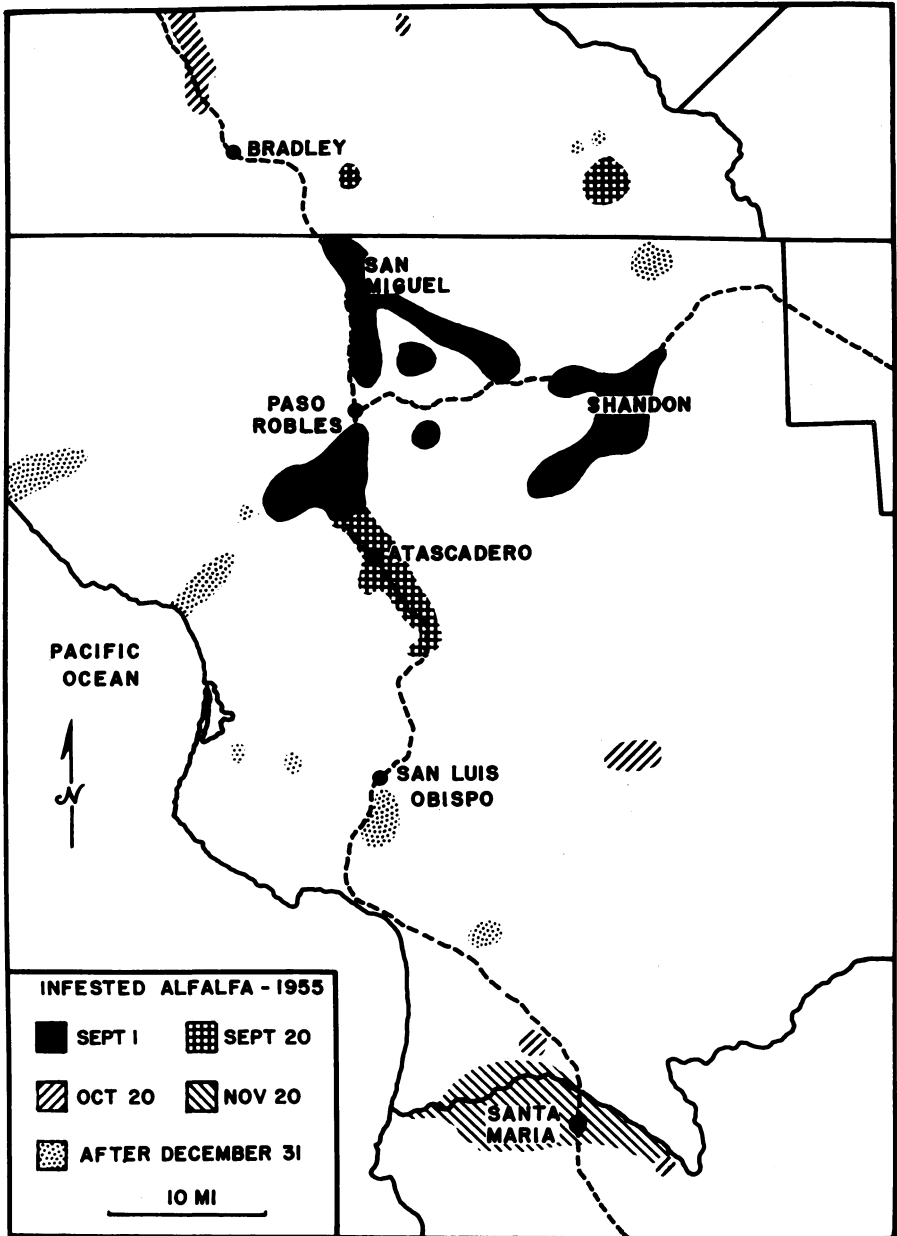 BRADLEY
SAN
MIGUEL
PASO
ROBLES
SHANDON
ATASCADERO
PACIFIC
OCEAN
N
SAN LUIS
OBISPO
SANTA
MARIA
INFESTED ALFALFA - 1955
SEPT 1
SEPT 20
OCT 20
NOV 20
AFTER DECEMBER 31
10 MI